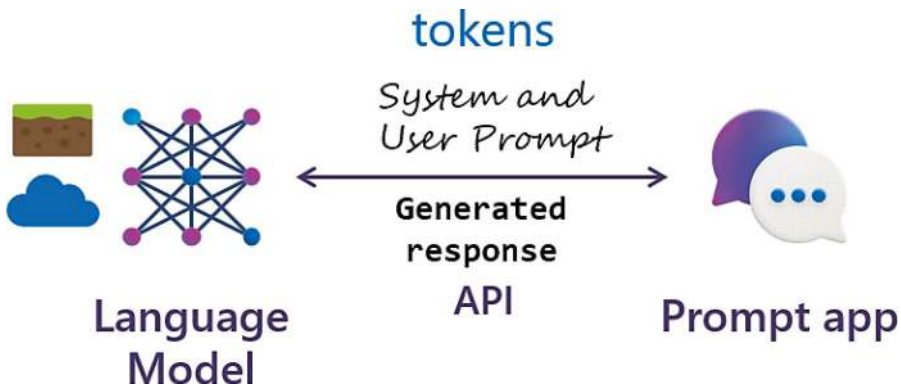 tokens
System and
User Prompt
Generated
response
API
Language
Model
Prompt app